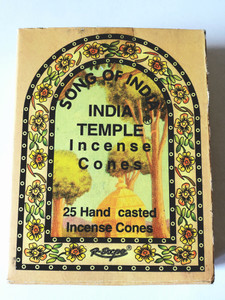 SONG OF INDIA
INDIA
TEMPLE
Incense
Cones
25 Hand casted
Incense Cones